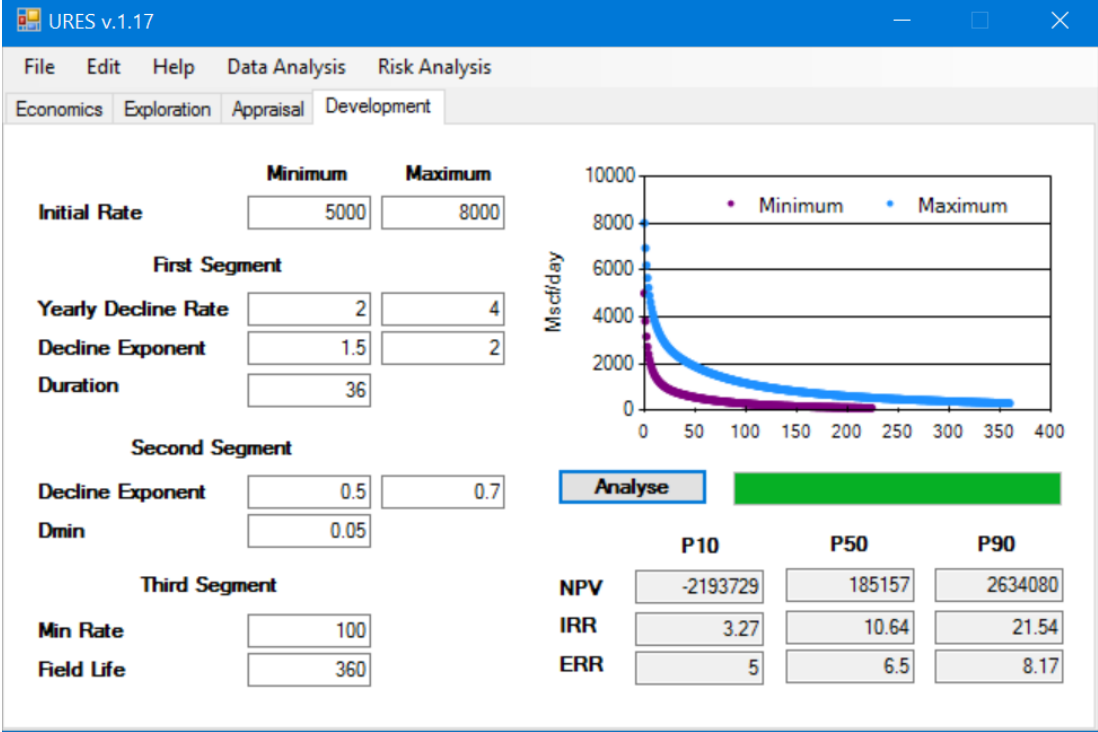 URES v.1.17
File Edit Help Data Analysis Risk Analysis
Economics Exploration Appraisal Development
Minimum Maximum
Initial Rate 5000 8000
First Segment
Yearly Decline Rate 2 4
Decline Exponent 1.5 2
Duration 36
Second Segment
Decline Exponent 0.5 0.7
Dmin 0.05
Third Segment
Min Rate 100
Field Life 360
Mscf/day
10000
8000
6000
4000
2000
0
Minimum Maximum
0 50 100 150 200 250 300 350 400
Analyse
P10 P50 P90
NPV -2193729 185157 2634080
IRR 3.27 10.64 21.54
ERR 5 6.5 8.17